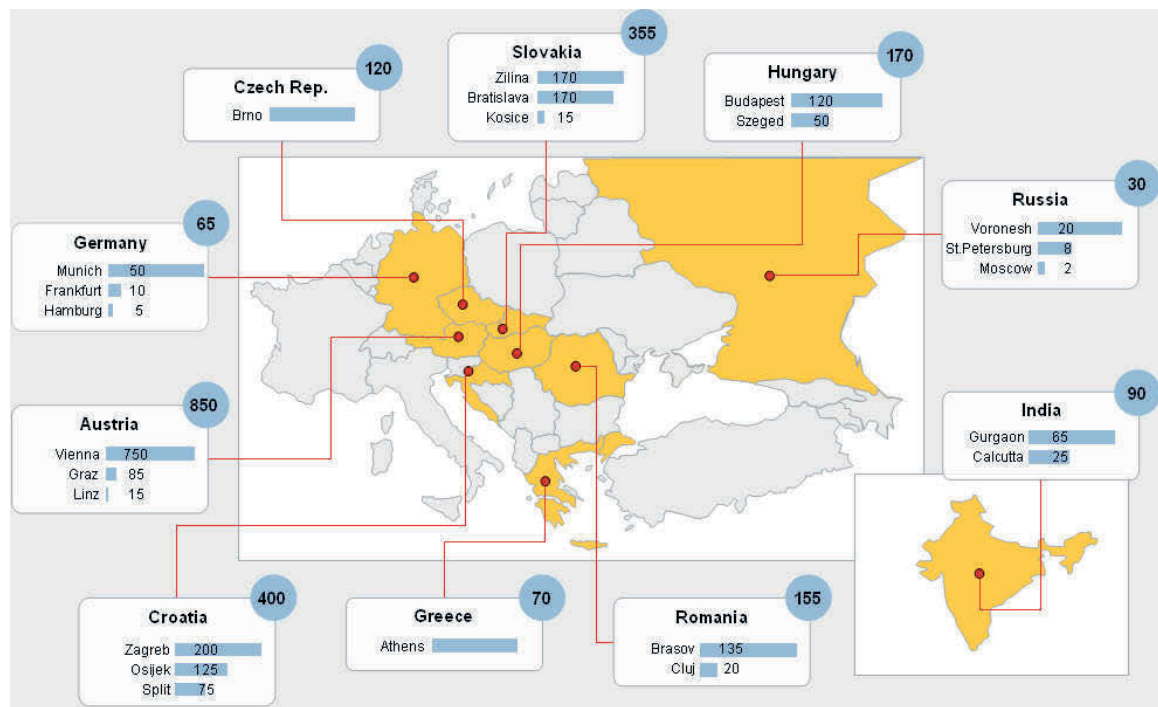 355
Slovakia
Zilina 170
Bratislava 170
Kosice 15
120
Czech Rep.
Brno
170
Hungary
Budapest 120
Szeged 50
30
Russia
Voronesh 20
St.Petersburg 8
Moscow 2
65
Germany
Munich 50
Frankfurt 10
Hamburg 5
850
Austria
Vienna 750
Graz 85
Linz 15
90
India
Gurgaon 65
Calcutta 25
400
Croatia
Zagreb 200
Osijek 125
Split 75
70
Greece
Athens
155
Romania
Brasov 135
Cluj 20